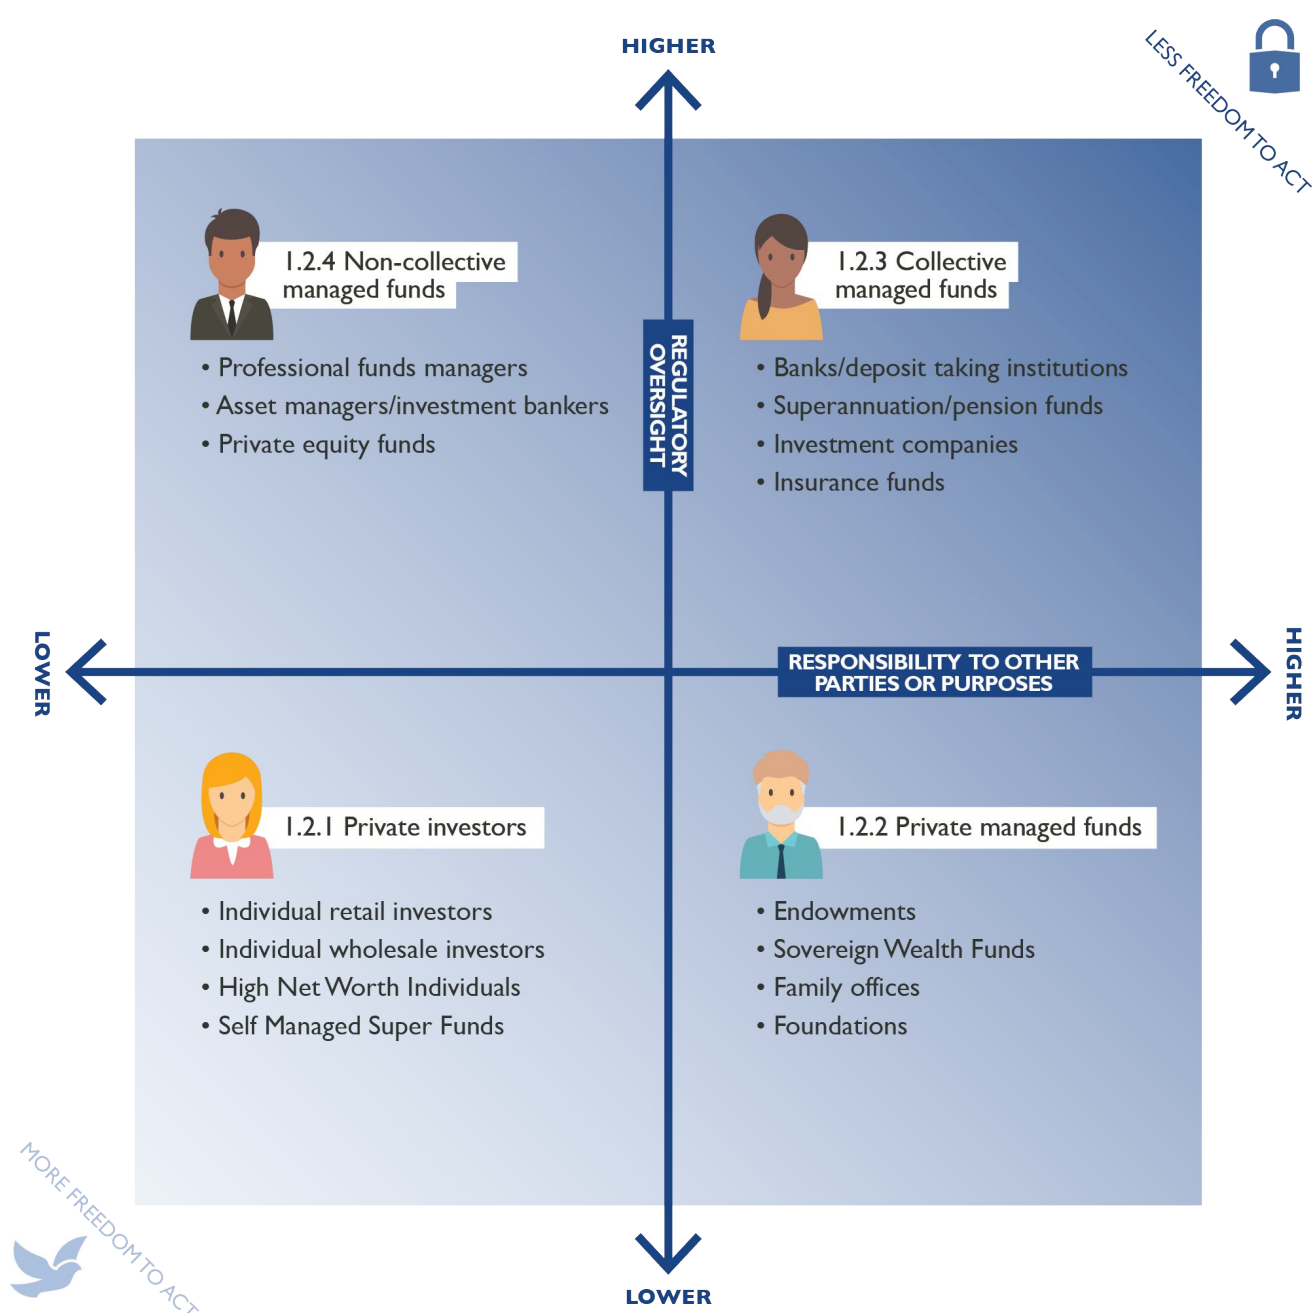 HIGHER
LESS FREEDOM TO ACT
1.2.4 Non-collective
managed funds
• Professional funds managers
• Asset managers/investment bankers
• Private equity funds
REGULATORY
OVERSIGHT
1.2.3 Collective
managed funds
• Banks/deposit taking institutions
• Superannuation/pension funds
• Investment companies
• Insurance funds
LOWER
RESPONSIBILITY TO OTHER
PARTIES OR PURPOSES
HIGHER
1.2.1 Private investors
• Individual retail investors
• Individual wholesale investors
• High Net Worth Individuals
• Self Managed Super Funds
1.2.2 Private managed funds
• Endowments
• Sovereign Wealth Funds
• Family offices
• Foundations
MORE FREEDOM TO ACT
LOWER